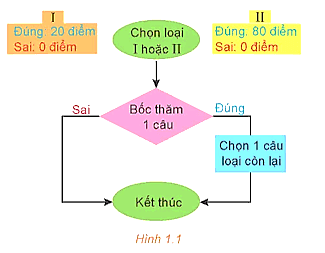 I
Đúng: 20 điểm
Sai: 0 điểm
Chọn loại
I hoặc II
II
Đúng: 80 điểm
Sai: 0 điểm
Sai
Bốc thăm
1 câu
Đúng
Chọn 1 câu
loại còn lại
Kết thúc
Hình 1.1